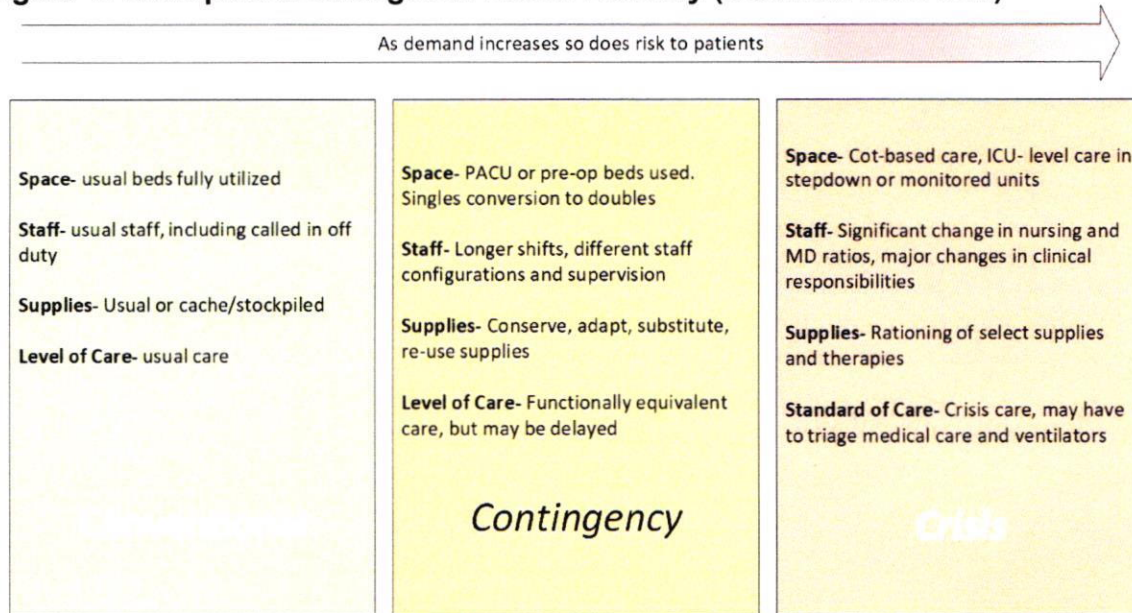 As demand increases so does risk to patients
Space- usual beds fully utilized
Staff- usual staff, including called in off
duty
Supplies- Usual or cache/stockpiled
Level of Care- usual care
Space- PACU or pre-op beds used.
Singles conversion to doubles
Staff- Longer shifts, different staff
configurations and supervision
Supplies- Conserve, adapt, substitute,
re-use supplies
Level of Care- Functionally equivalent
care, but may be delayed
Contingency
Space- Cot-based care, ICU- level care in
stepdown or monitored units
Staff- Significant change in nursing and
MD ratios, major changes in clinical
responsibilities
Supplies- Rationing of select supplies
and therapies
Standard of Care- Crisis care, may have
to triage medical care and ventilators
Crisis